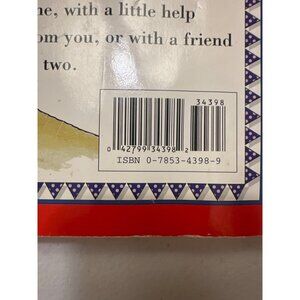 ne, with a little help
om you, or with a friend
two.
34398
0 42799 34398 2
ISBN 0-7853-4398-9